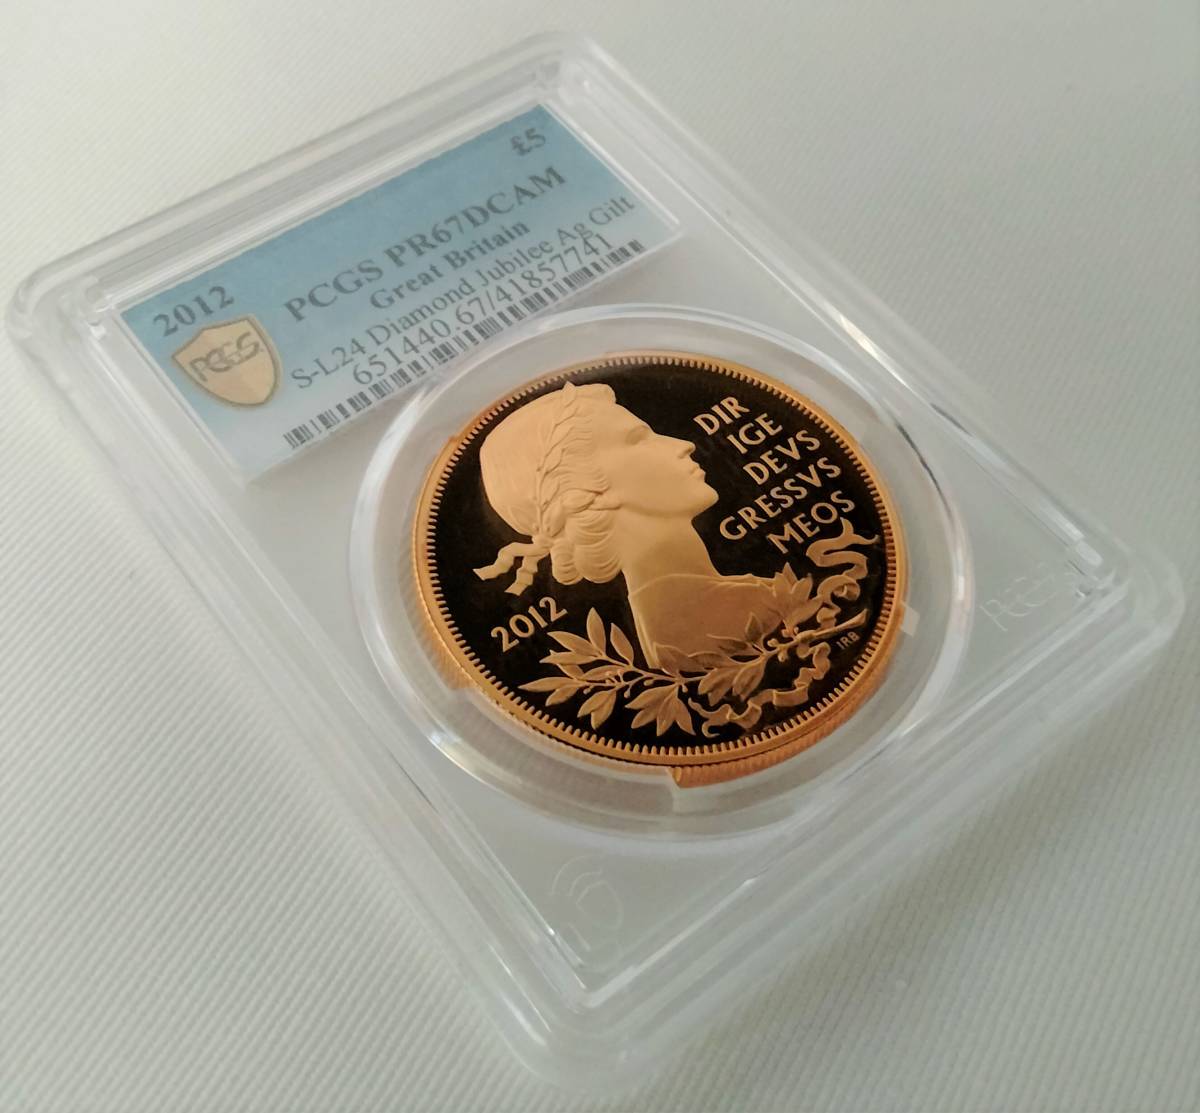 2012 £5
PCGS PR67DCAM
Great Britain
S-L24 Diamond Jubilee Ag Gilt
651440.67/41857741
PCGS
DIR
IGE
DEVS
GRESSVS
MEOS
2012
IRB
PCGS